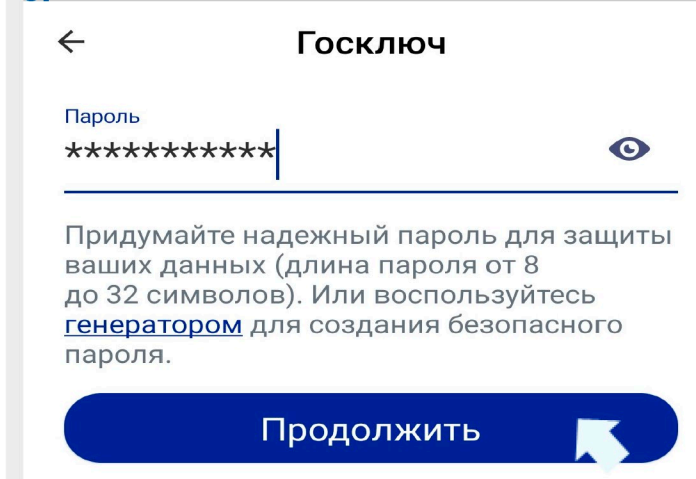 Госключ
Пароль
***********
Придумайте надежный пароль для защиты
ваших данных (длина пароля от 8
до 32 символов). Или воспользуйтесь
генератором для создания безопасного
пароля.
Продолжить